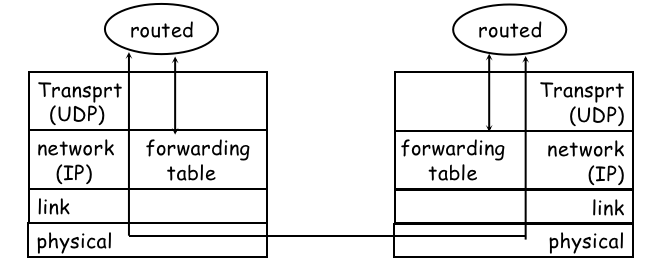 routed
Transprt
(UDP)
network
(IP)
forwarding
table
link
physical
routed
Transprt
(UDP)
forwarding
table
network
(IP)
link
physical